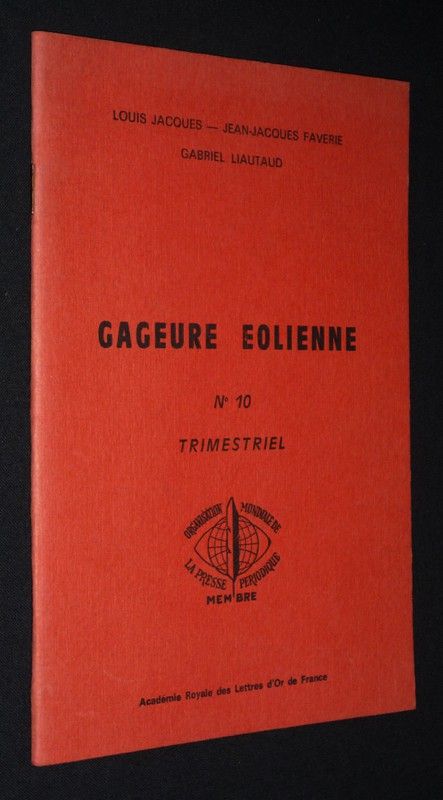 LOUIS JACQUES — JEAN-JACQUES FAVERIE
GABRIEL LIAUTAUD
GAGEURE EOLIENNE
N° 10
TRIMESTRIEL
ORGANISATION MONDIALE DE
LA PRESSE PERIODIQUE
MEMBRE
Académie Royale des Lettres d'Or de France